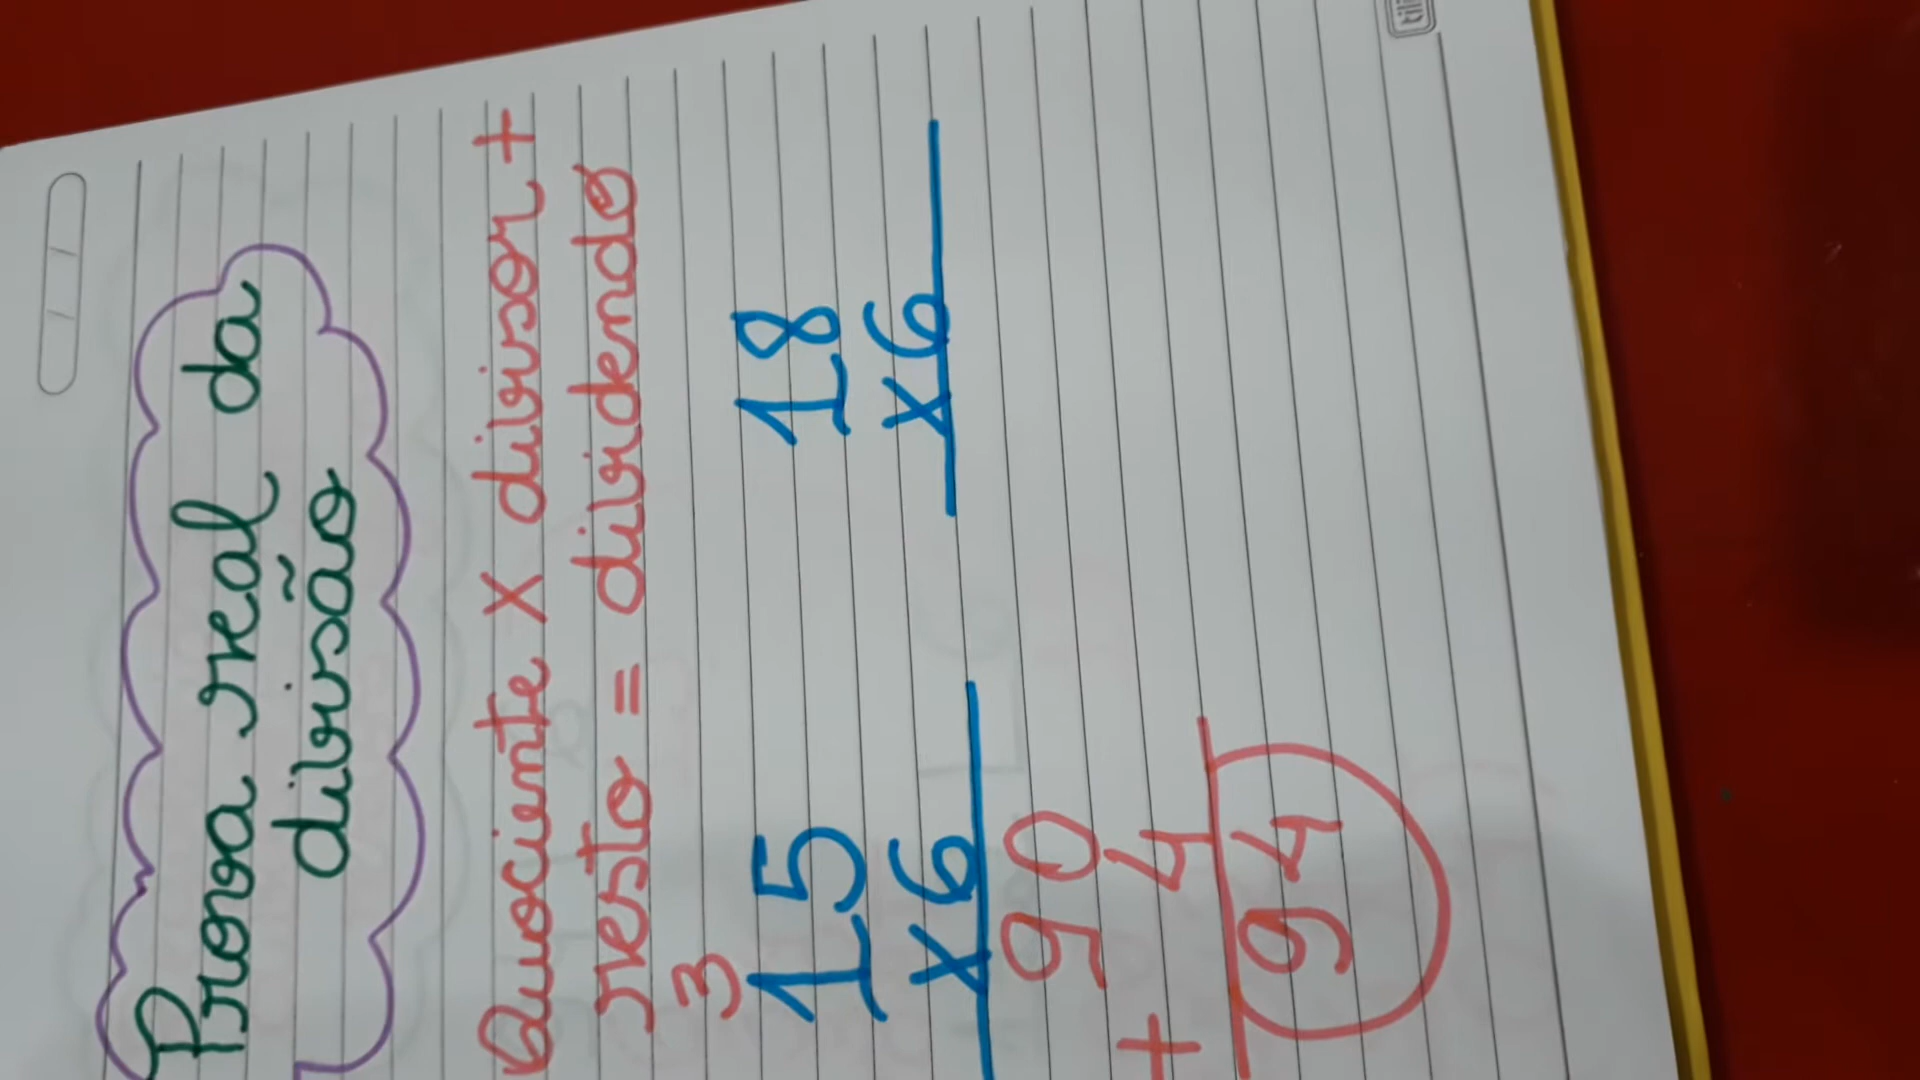 Prova real da
divisão
Quociente X divisor +
resto = dividendo
3
15 18
x6 x6
90
+ 4
94